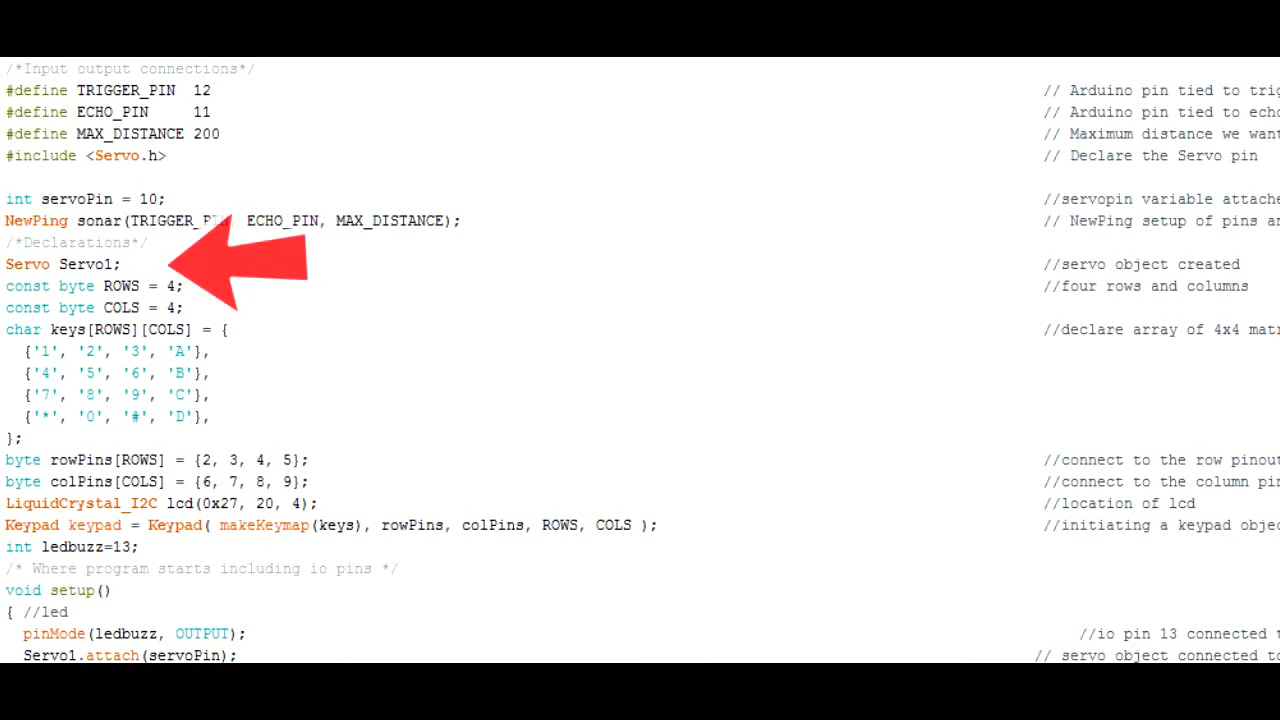 /*Input output connections*/
#define TRIGGER_PIN  12 // Arduino pin tied to trig
#define ECHO_PIN     11 // Arduino pin tied to echo
#define MAX_DISTANCE 200 // Maximum distance we want
#include <Servo.h> // Declare the Servo pin
int servoPin = 10; //servopin variable attache
NewPing sonar(TRIGGER_PIN, ECHO_PIN, MAX_DISTANCE); // NewPing setup of pins an
/*Declarations*/
Servo Servo1; //servo object created
const byte ROWS = 4; //four rows and columns
const byte COLS = 4;
char keys[ROWS][COLS] = { //declare array of 4x4 matr
  {'1', '2', '3', 'A'},
  {'4', '5', '6', 'B'},
  {'7', '8', '9', 'C'},
  {'*', '0', '#', 'D'},
};
byte rowPins[ROWS] = {2, 3, 4, 5}; //connect to the row pinout
byte colPins[COLS] = {6, 7, 8, 9}; //connect to the column pin
LiquidCrystal_I2C lcd(0x27, 20, 4); //location of lcd
Keypad keypad = Keypad( makeKeymap(keys), rowPins, colPins, ROWS, COLS ); //initiating a keypad objec
int ledbuzz=13;
/* Where program starts including io pins */
void setup()
{ //led
  pinMode(ledbuzz, OUTPUT); //io pin 13 connected t
  Servo1.attach(servoPin); // servo object connected to